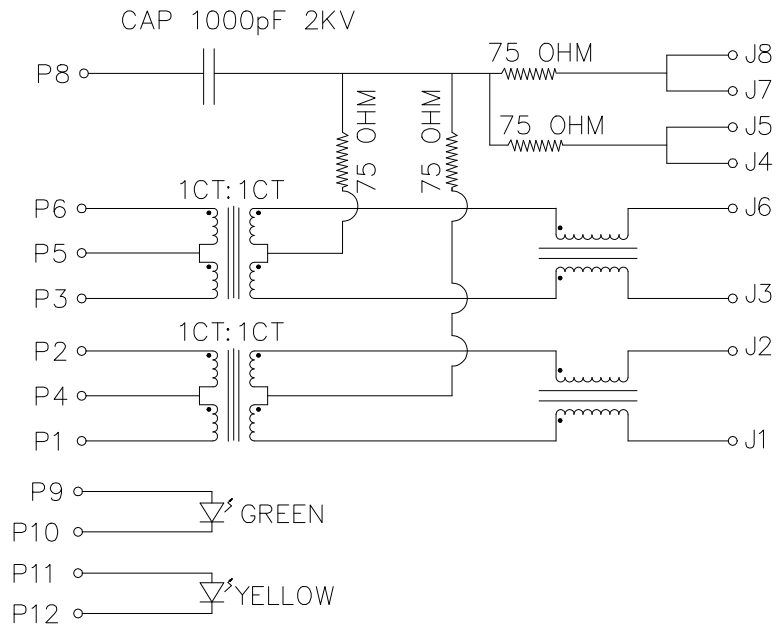 CAP 1000pF 2KV
P8
75 OHM
J8
J7
75 OHM
J5
J4
75 OHM
75 OHM
1CT:1CT
P6
J6
P5
P3
J3
1CT:1CT
P2
J2
P4
P1
J1
P9
GREEN
P10
P11
YELLOW
P12